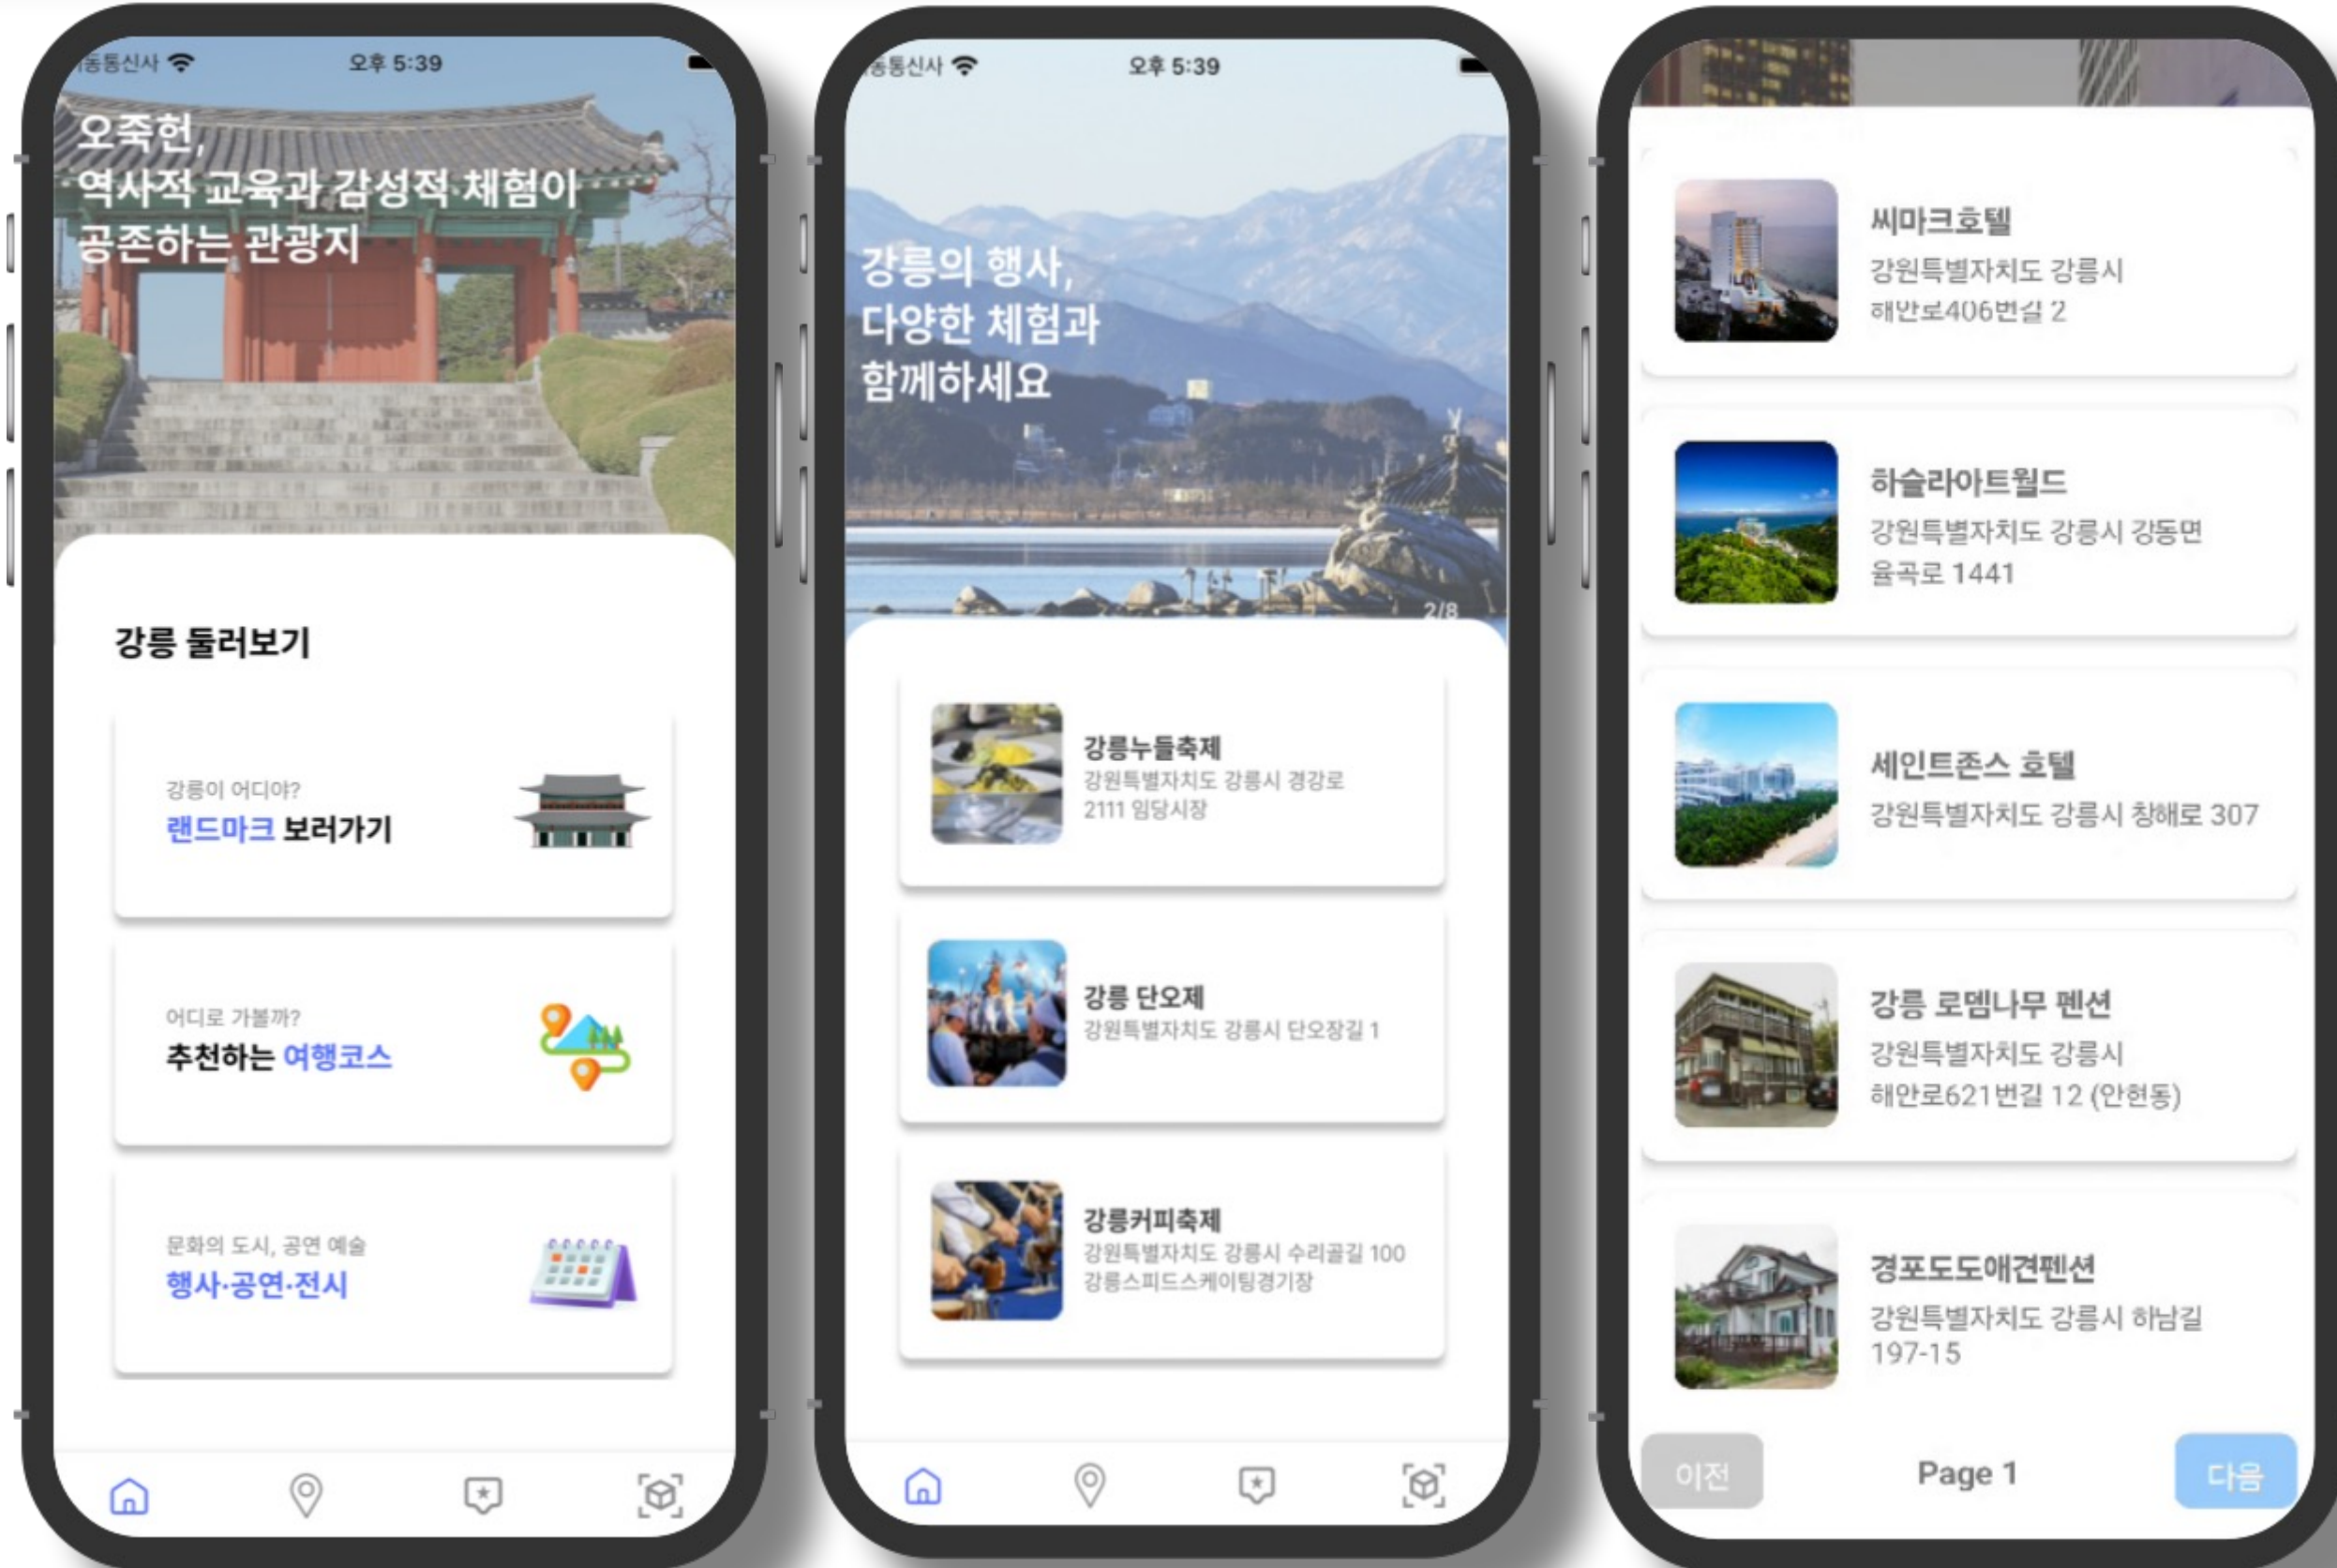 동통신사
오후 5:39
오죽헌,
역사적 교육과 감성적 체험이
공존하는 관광지
강릉 둘러보기
강릉이 어디야?
랜드마크 보러가기
어디로 가볼까?
추천하는 여행코스
문화의 도시, 공연 예술
행사·공연·전시
동통신사
오후 5:39
강릉의 행사,
다양한 체험과
함께하세요
2/8
강릉누들축제
강원특별자치도 강릉시 경강로
2111 임당시장
강릉 단오제
강원특별자치도 강릉시 단오장길 1
강릉커피축제
강원특별자치도 강릉시 수리골길 100
강릉스피드스케이팅경기장
씨마크호텔
강원특별자치도 강릉시
해안로406번길 2
하슬라아트월드
강원특별자치도 강릉시 강동면
율곡로 1441
세인트존스 호텔
강원특별자치도 강릉시 창해로 307
강릉 로뎀나무 펜션
강원특별자치도 강릉시
해안로621번길 12 (안현동)
경포도도애견펜션
강원특별자치도 강릉시 하남길
197-15
이전
Page 1
다음